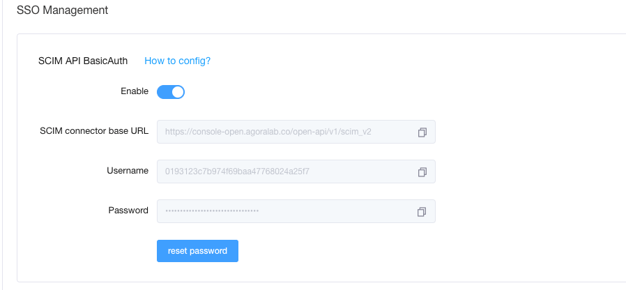 SSO Management
SCIM API BasicAuth How to config?
Enable
SCIM connector base URL https://console-open.agoralab.co/open-api/v1/scim_v2
Username 0193123c7b974f69baa47768024a25f7
Password ································
reset password